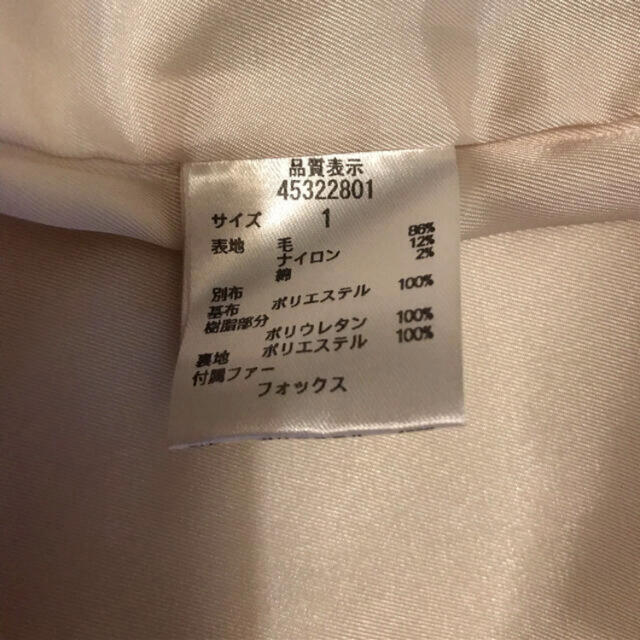 品質表示
45322801
サイズ 1
表地 毛 86%
ナイロン 12%
綿 2%
別布
基布 ポリエステル 100%
樹脂部分
ポリウレタン 100%
裏地 ポリエステル 100%
付属ファー
フォックス